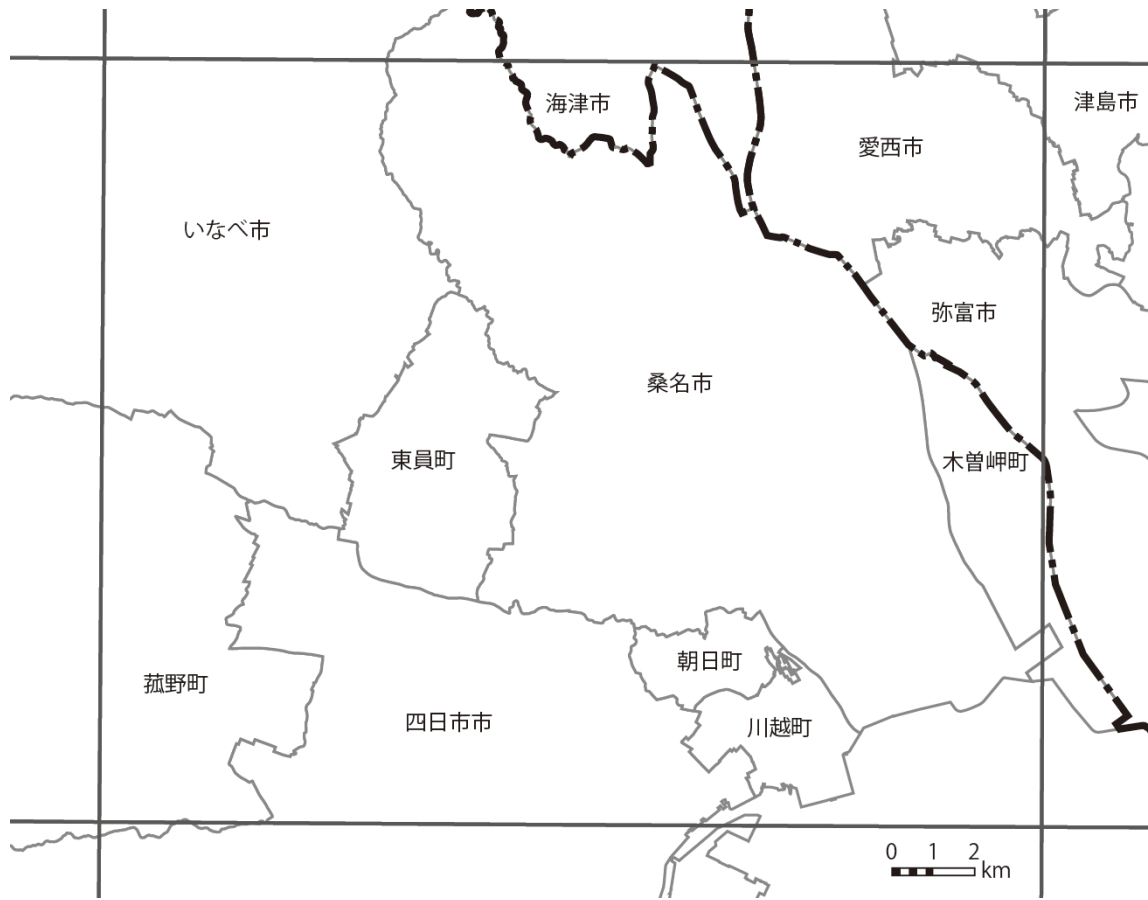 海津市
津島市
愛西市
いなべ市
弥富市
桑名市
東員町
木曽岬町
朝日町
菰野町
四日市市
川越町
0 1 2
km